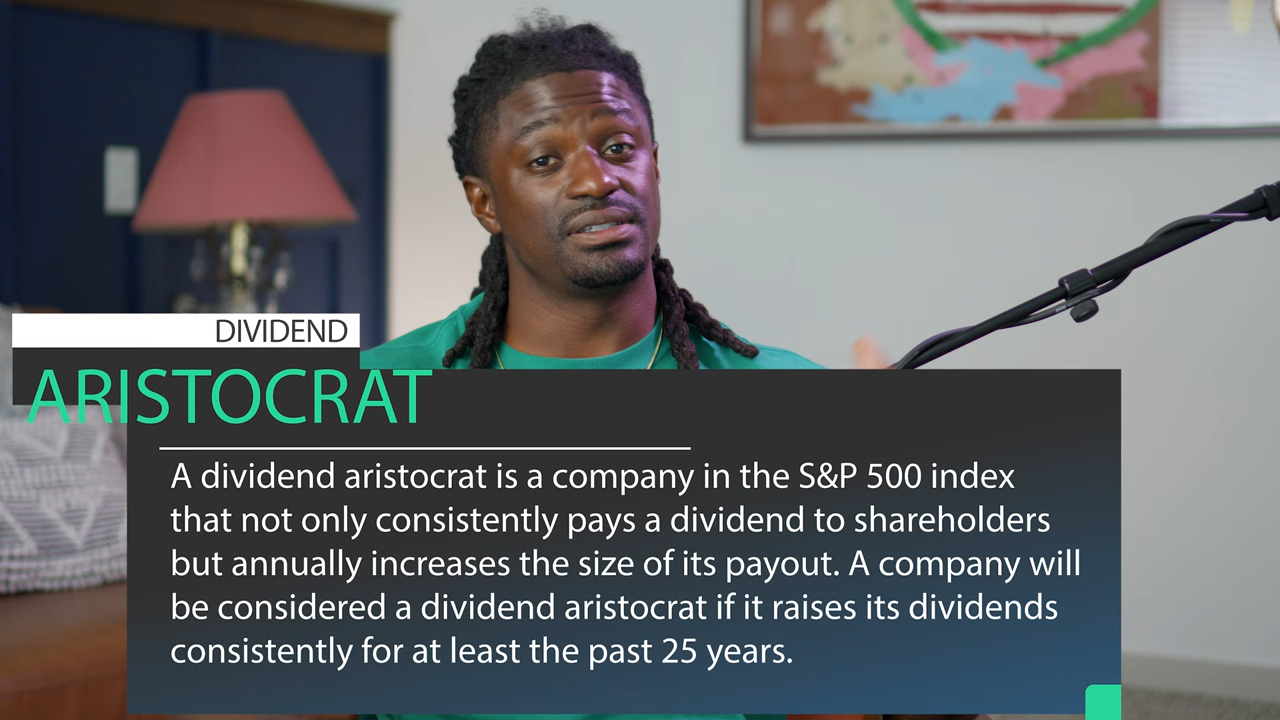 DIVIDEND
ARISTOCRAT
A dividend aristocrat is a company in the S&P 500 index
that not only consistently pays a dividend to shareholders
but annually increases the size of its payout. A company will
be considered a dividend aristocrat if it raises its dividends
consistently for at least the past 25 years.